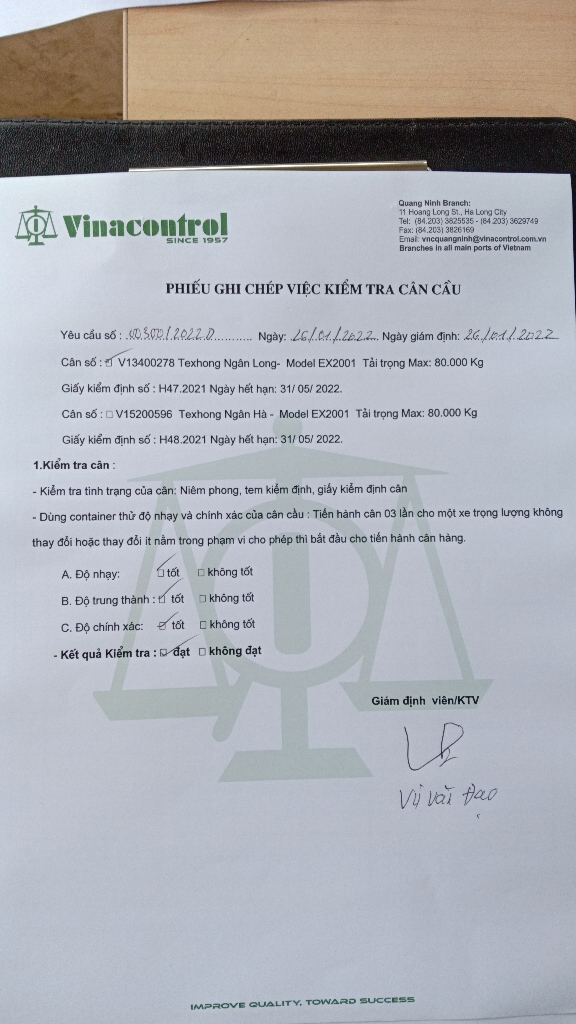 Vinacontrol
SINCE 1957
Quang Ninh Branch:
11 Hoang Long St., Ha Long City
Tel: (84.203) 3825535 - (84.203) 3629749
Fax: (84.203) 3826169
Email: vncquangninh@vinacontrol.com.vn
Branches in all main ports of Vietnam
PHIẾU GHI CHÉP VIỆC KIỂM TRA CÂN CẦU
Yêu cầu số : 00300/2022.D........... Ngày: 26/01/2022. Ngày giám định: 26/01/2022
Cân số : ☑ V13400278 Texhong Ngân Long- Model EX2001 Tải trọng Max: 80.000 Kg
Giấy kiểm định số : H47.2021 Ngày hết hạn: 31/ 05/ 2022.
Cân số : ☐ V15200596 Texhong Ngân Hà - Model EX2001 Tải trọng Max: 80.000 Kg
Giấy kiểm định số : H48.2021 Ngày hết hạn: 31/ 05/ 2022.
1.Kiểm tra cân :
- Kiểm tra tình trạng của cân: Niêm phong, tem kiểm định, giấy kiểm định cân
- Dùng container thử độ nhạy và chính xác của cân cầu : Tiến hành cân 03 lần cho một xe trọng lượng không
thay đổi hoặc thay đổi ít nằm trong phạm vi cho phép thì bắt đầu cho tiến hành cân hàng.
A. Độ nhạy: ☑ tốt ☐ không tốt
B. Độ trung thành : ☑ tốt ☐ không tốt
C. Độ chính xác: ☑ tốt ☐ không tốt
- Kết quả Kiểm tra : ☑ đạt ☐ không đạt
Giám định viên/KTV
Vũ Văn Đạo
IMPROVE QUALITY, TOWARD SUCCESS